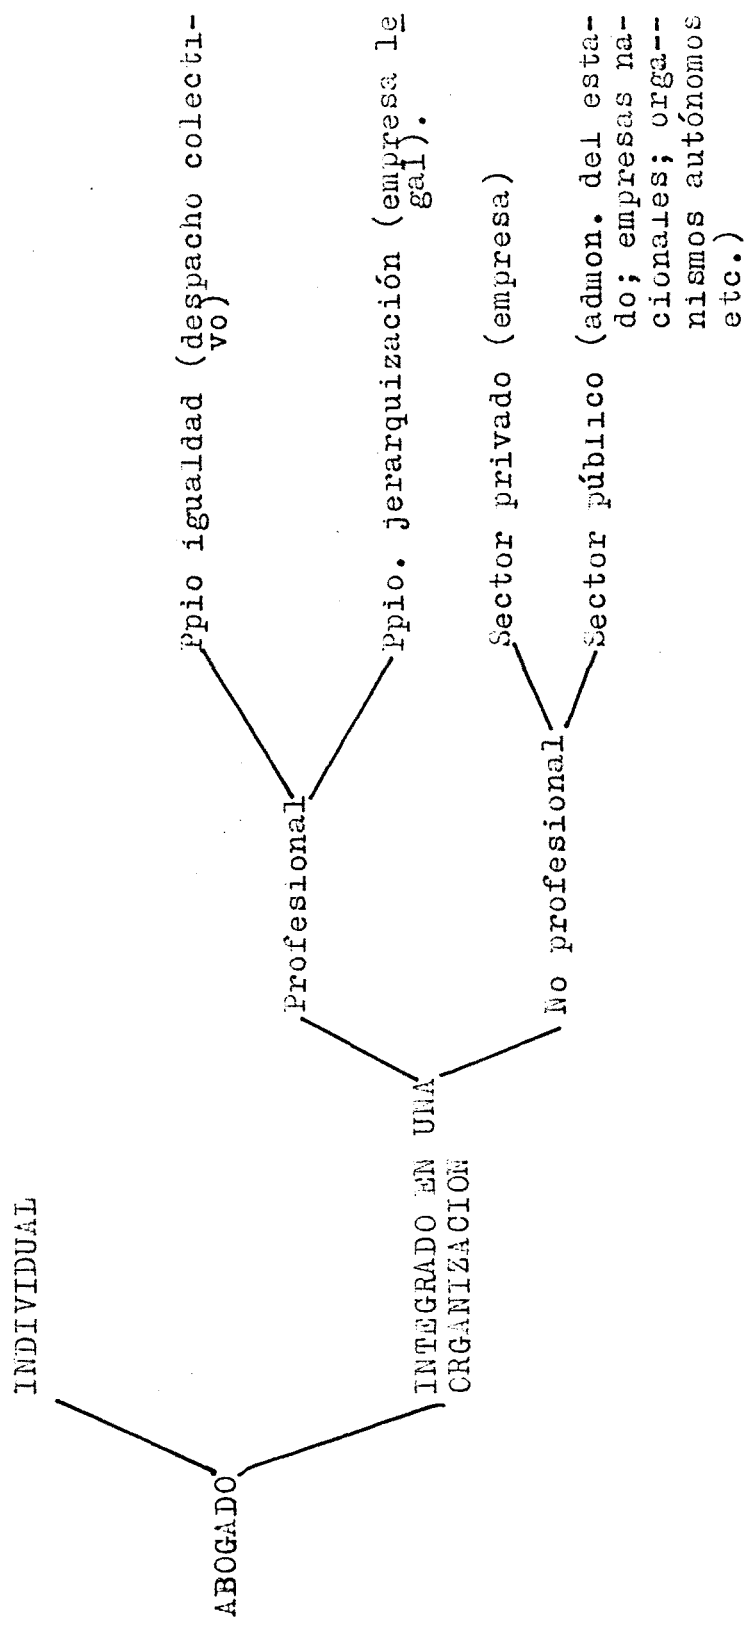 ABOGADO
INDIVIDUAL
INTEGRADO EN UNA
ORGANIZACION
Profesional
Ppio igualdad (despacho colecti-
vo)
Ppio. jerarquización (empresa le
gal).
No profesional
Sector privado (empresa)
Sector público (admon. del esta-
do; empresas na-
cionales; orga--
nismos autónomos
etc.)